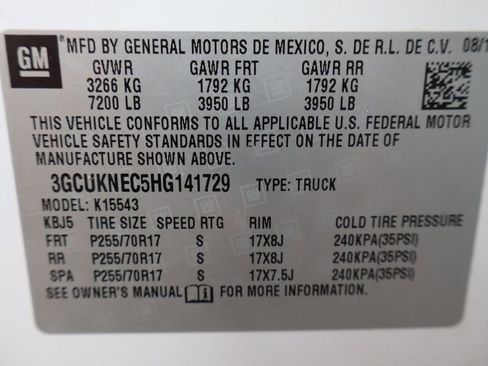 GM MFD BY GENERAL MOTORS DE MEXICO, S. DE R.L. DE C.V. 08/1
GVWR GAWR FRT GAWR RR
3266 KG 1792 KG 1792 KG
7200 LB 3950 LB 3950 LB
THIS VEHICLE CONFORMS TO ALL APPLICABLE U.S. FEDERAL MOTOR
VEHICLE SAFETY STANDARDS IN EFFECT ON THE DATE OF
MANUFACTURE SHOWN ABOVE.
3GCUKNEC5HG141729 TYPE: TRUCK
MODEL: K15543
KBJ5 TIRE SIZE SPEED RTG RIM COLD TIRE PRESSURE
FRT P255/70R17 S 17X8J 240KPA(35PSI)
RR P255/70R17 S 17X8J 240KPA(35PSI)
SPA P255/70R17 S 17X7.5J 240KPA(35PSI)
SEE OWNER'S MANUAL FOR MORE INFORMATION.